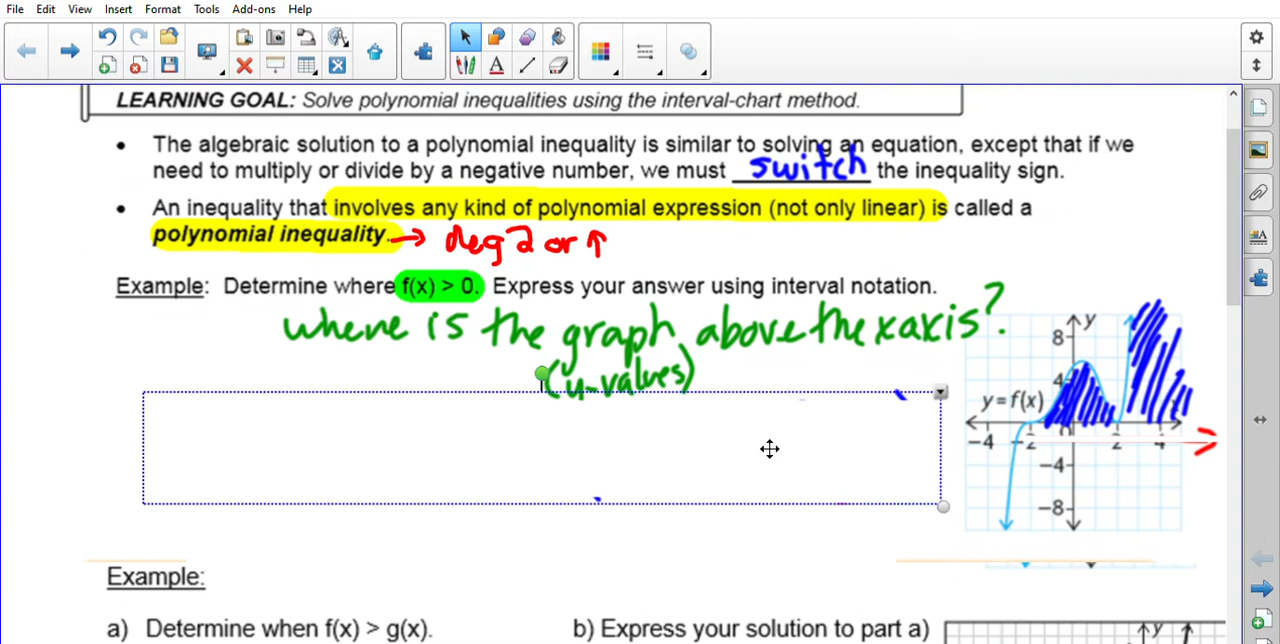 File Edit View Insert Format Tools Add-ons Help
LEARNING GOAL: Solve polynomial inequalities using the interval-chart method.
• The algebraic solution to a polynomial inequality is similar to solving an equation, except that if we
need to multiply or divide by a negative number, we must switch the inequality sign.
• An inequality that involves any kind of polynomial expression (not only linear) is called a
polynomial inequality. → deg 2 or ↑
Example: Determine where f(x) > 0. Express your answer using interval notation.
where is the graph above the x axis?
(y-values)
y
8
4
y = f(x)
-4 -2 0 2 4
-4
-8
Example:
a) Determine when f(x) > g(x).
b) Express your solution to part a)
y